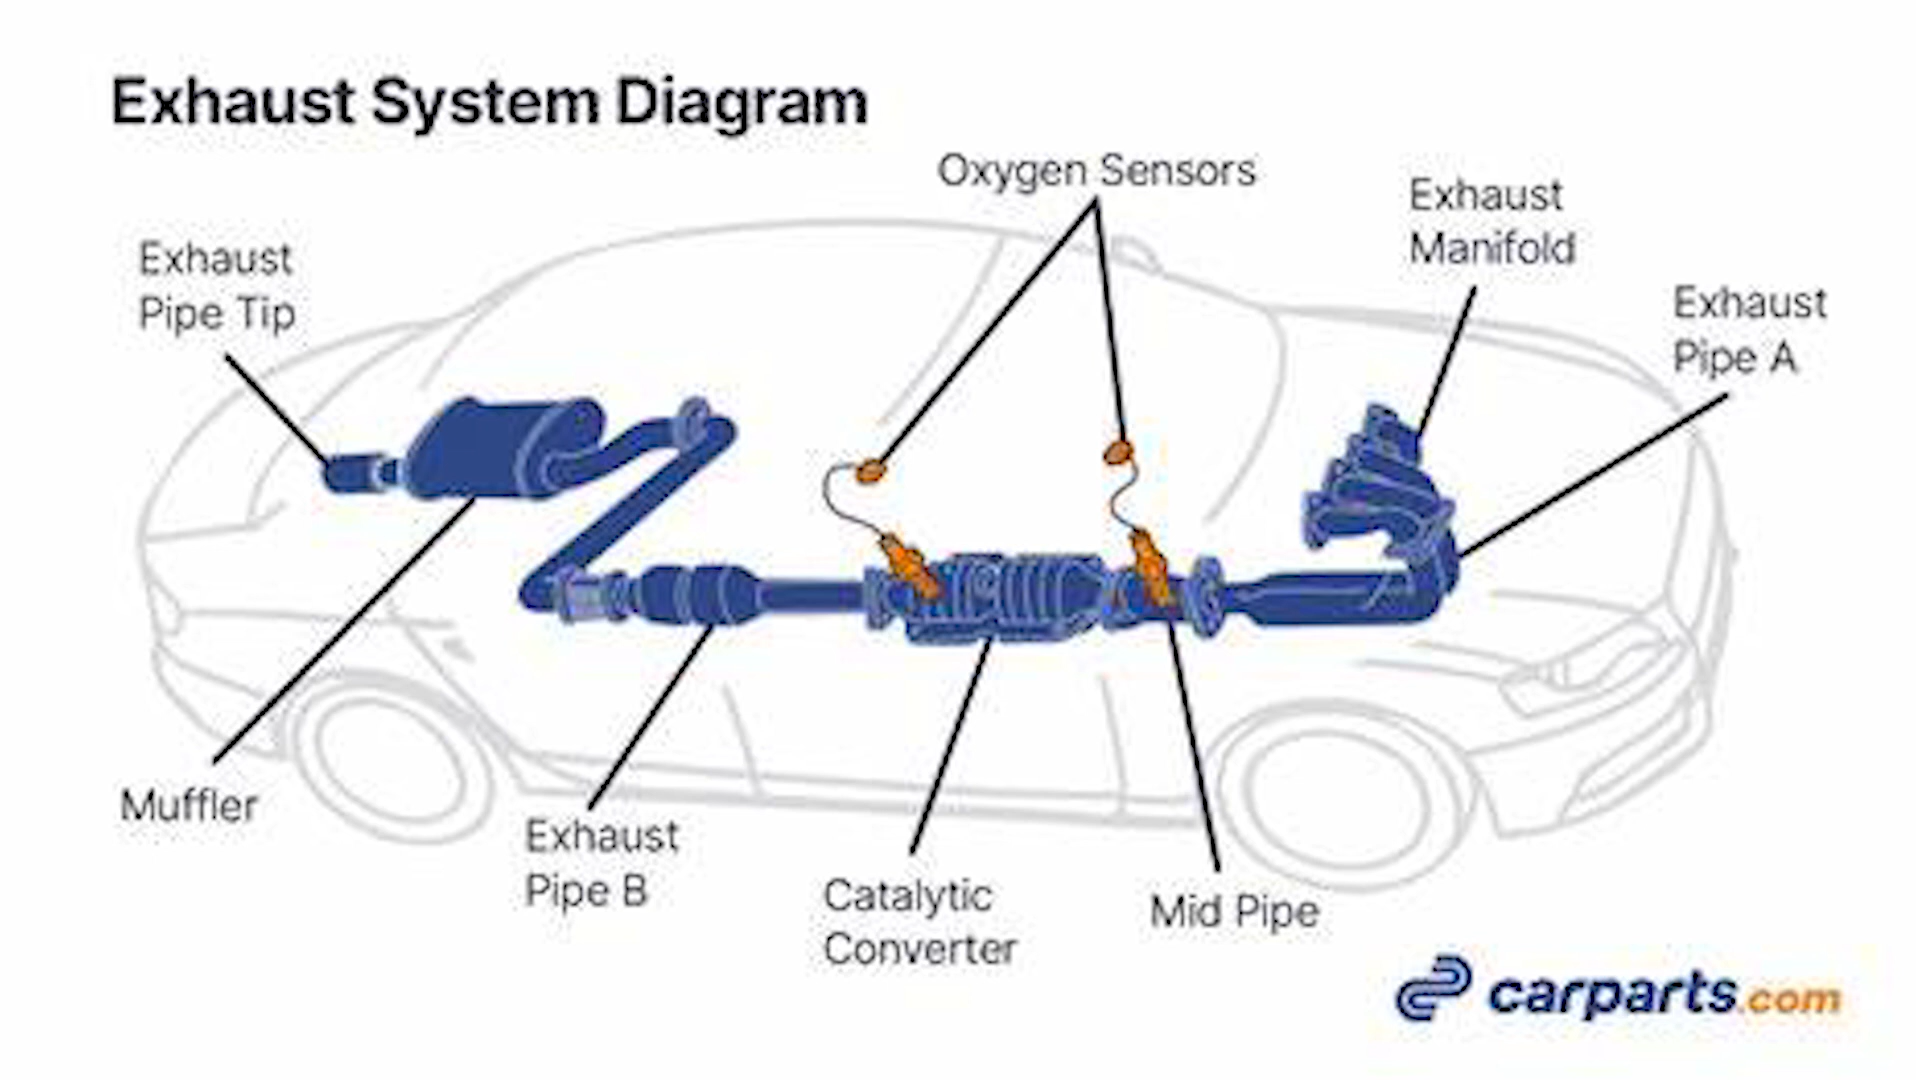 Exhaust System Diagram
Oxygen Sensors
Exhaust
Manifold
Exhaust
Pipe Tip
Exhaust
Pipe A
Muffler
Exhaust
Pipe B
Catalytic
Converter
Mid Pipe
carparts.com